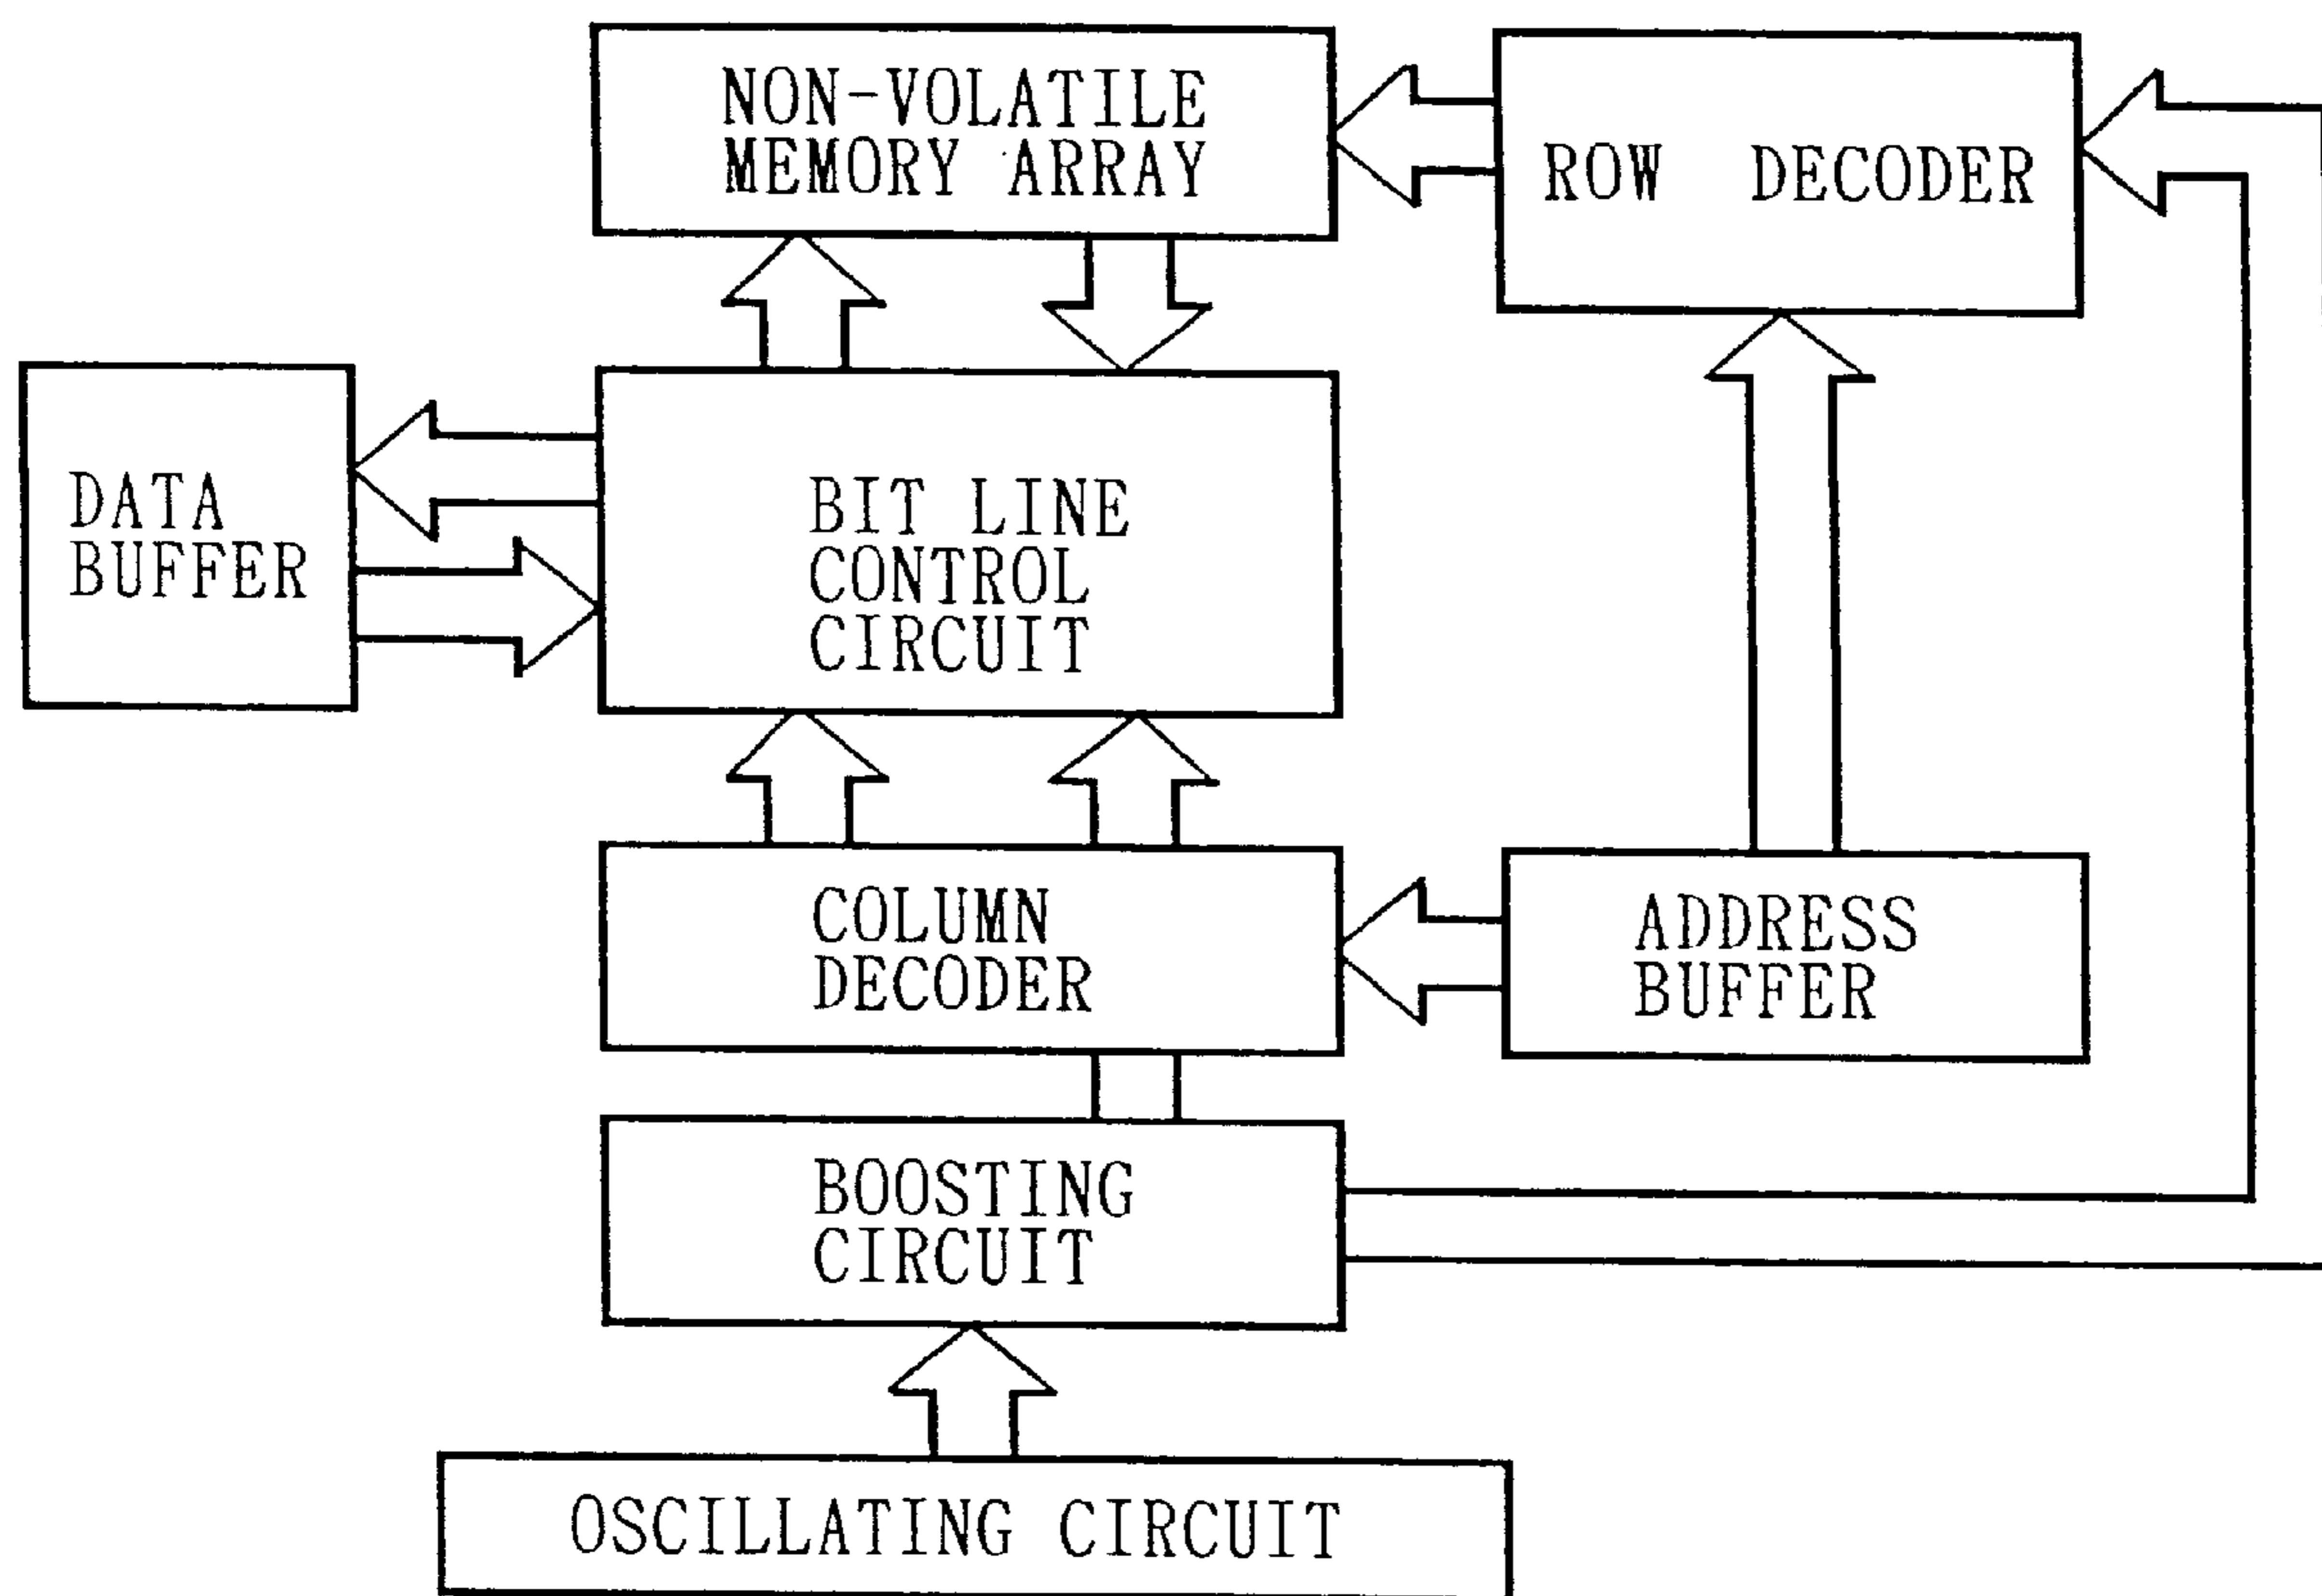 NON-VOLATILE
MEMORY ARRAY
ROW DECODER
DATA
BUFFER
BIT LINE
CONTROL
CIRCUIT
COLUMN
DECODER
ADDRESS
BUFFER
BOOSTING
CIRCUIT
OSCILLATING CIRCUIT